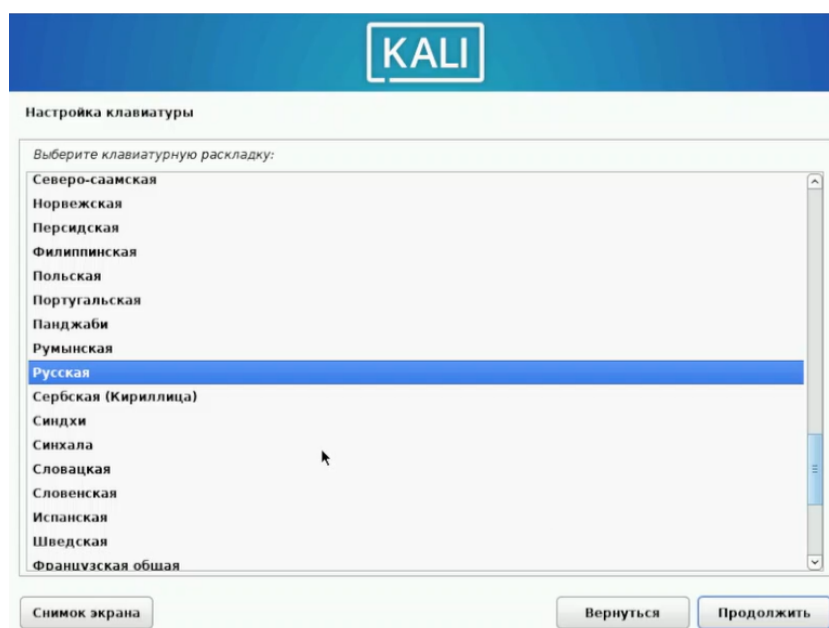 KALI
Настройка клавиатуры
Выберите клавиатурную раскладку:
Северо-саамская
Норвежская
Персидская
Филиппинская
Польская
Португальская
Панджаби
Румынская
Русская
Сербская (Кириллица)
Синдхи
Синхала
Словацкая
Словенская
Испанская
Шведская
Французская общая
Снимок экрана
Вернуться
Продолжить